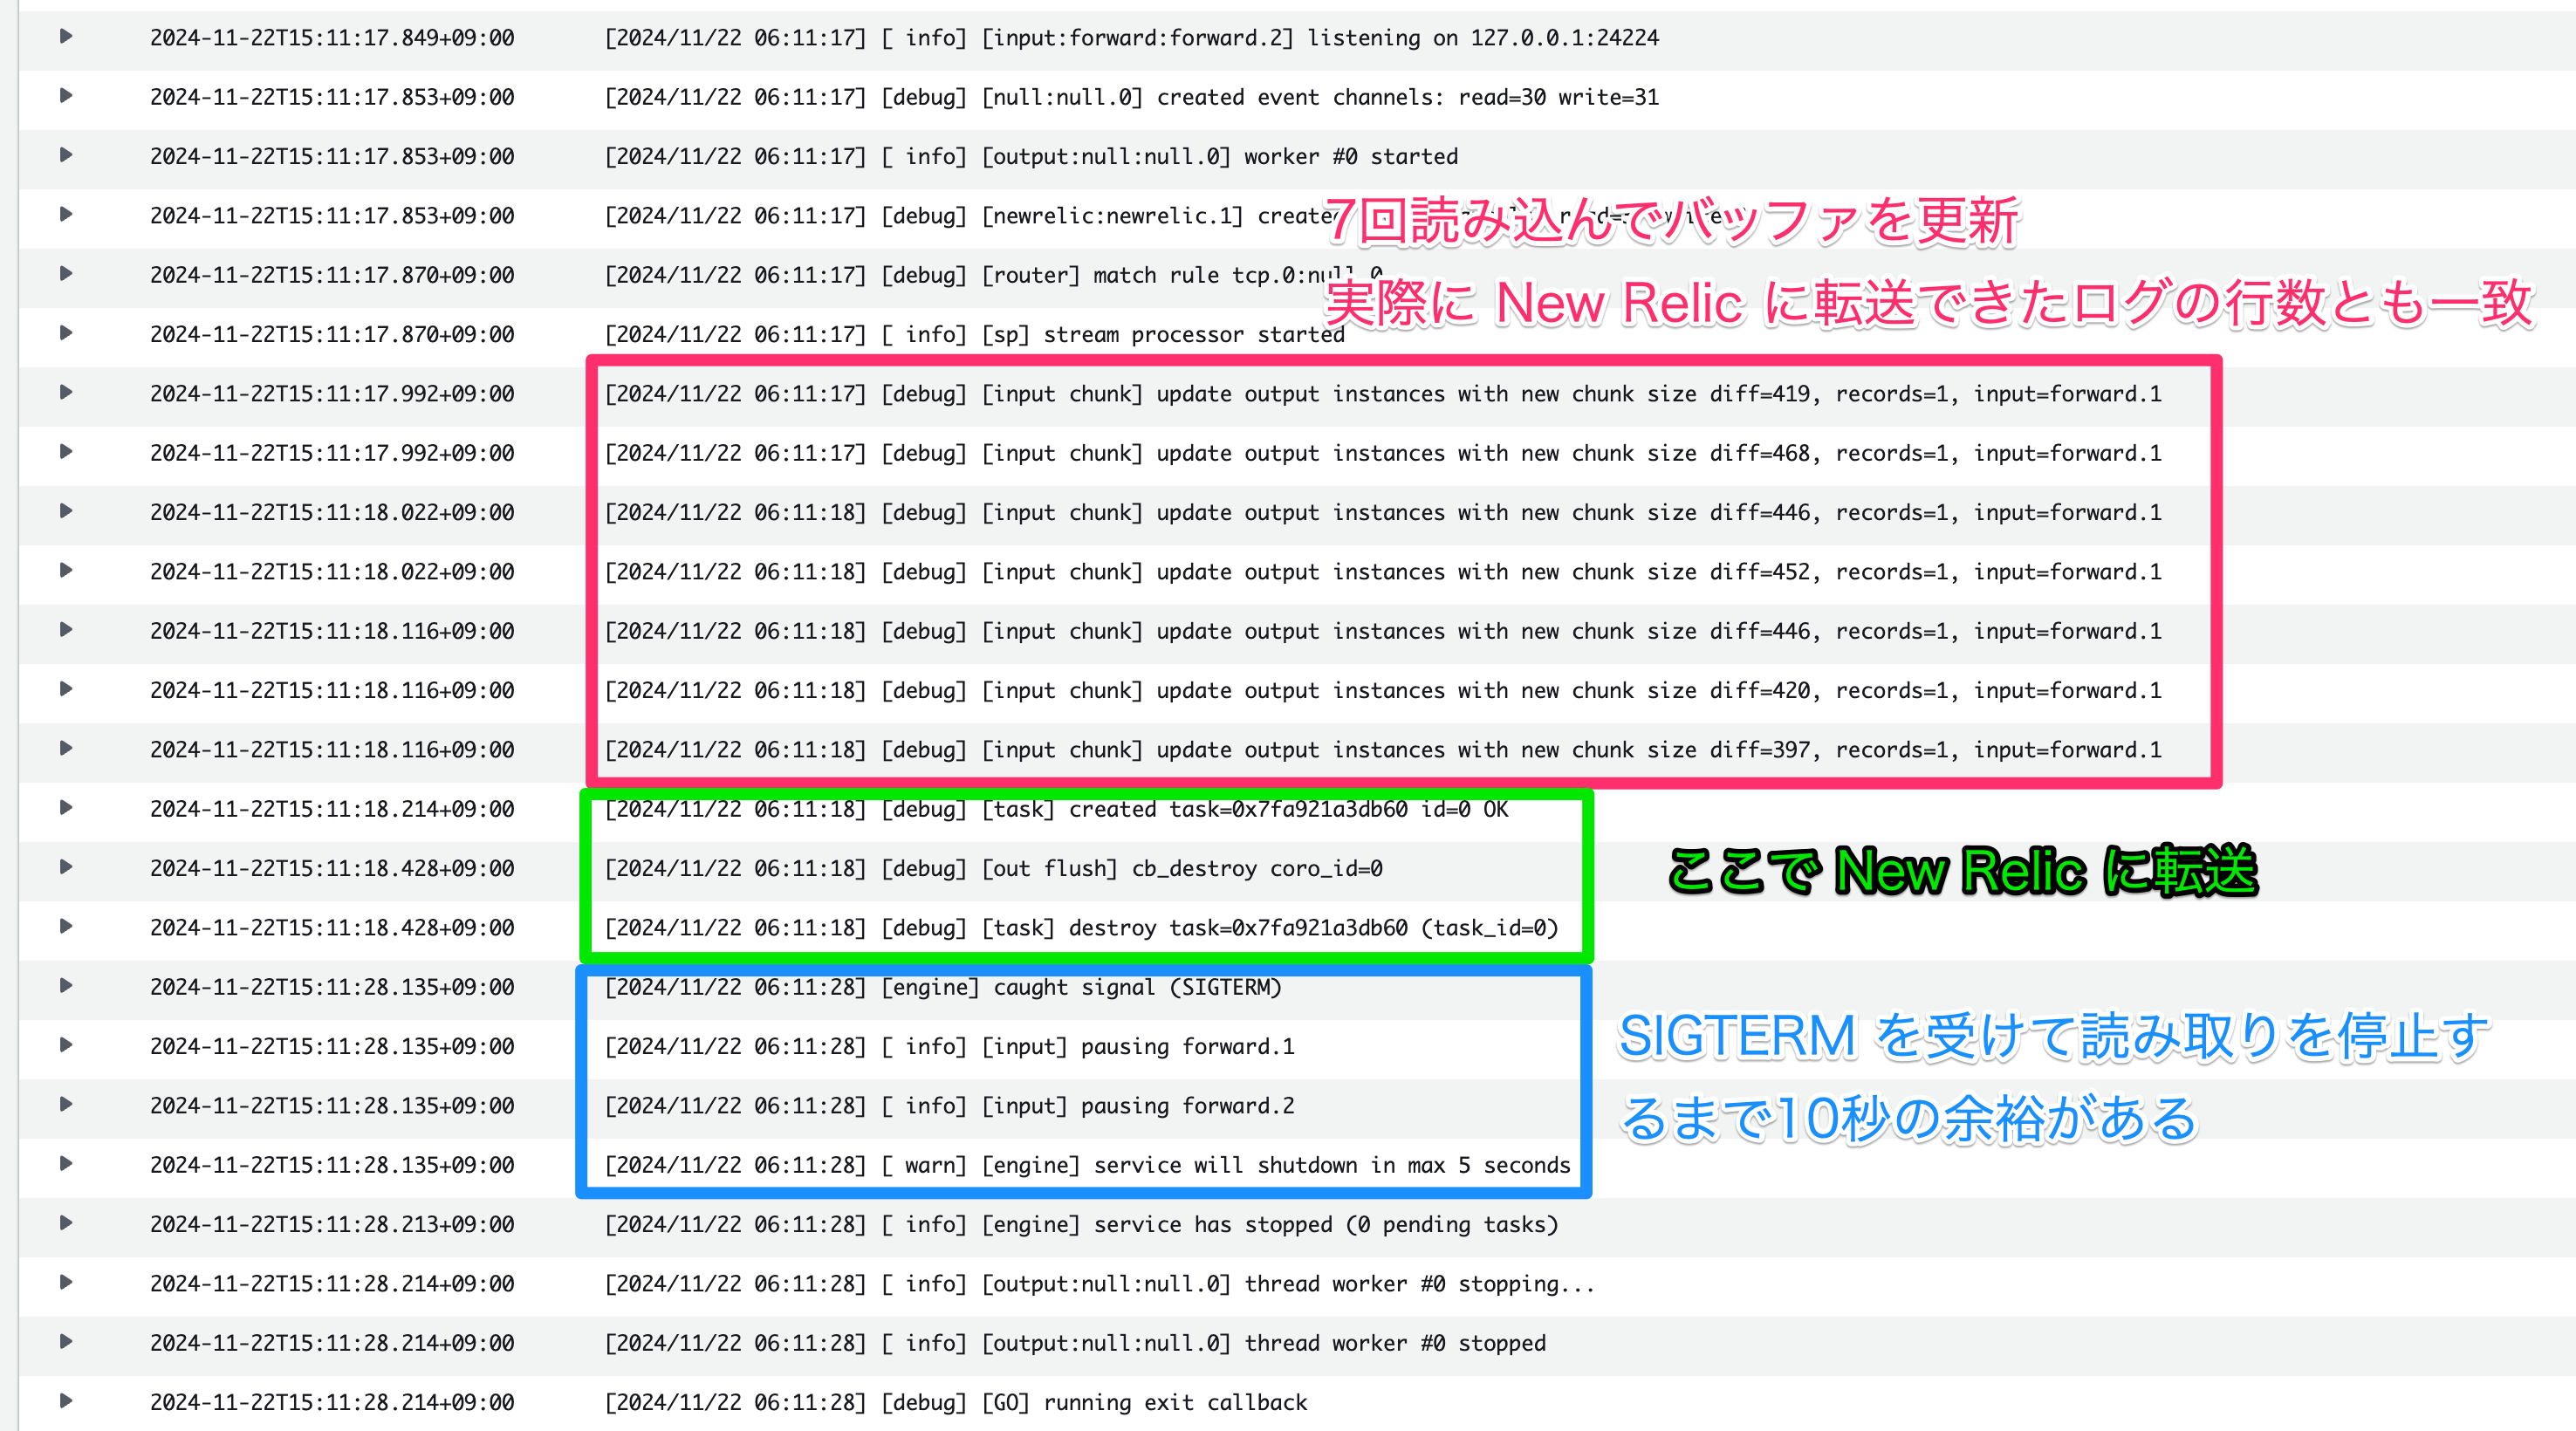 2024-11-22T15:11:17.849+09:00 [2024/11/22 06:11:17] [ info] [input:forward:forward.2] listening on 127.0.0.1:24224
2024-11-22T15:11:17.853+09:00 [2024/11/22 06:11:17] [debug] [null:null.0] created event channels: read=30 write=31
2024-11-22T15:11:17.853+09:00 [2024/11/22 06:11:17] [ info] [output:null:null.0] worker #0 started
2024-11-22T15:11:17.853+09:00 [2024/11/22 06:11:17] [debug] [newrelic:newrelic.1] created
7回読み込んでバッファを更新
2024-11-22T15:11:17.870+09:00 [2024/11/22 06:11:17] [debug] [router] match rule tcp.0:null.0
実際に New Relic に転送できたログの行数とも一致
2024-11-22T15:11:17.870+09:00 [2024/11/22 06:11:17] [ info] [sp] stream processor started
2024-11-22T15:11:17.992+09:00 [2024/11/22 06:11:17] [debug] [input chunk] update output instances with new chunk size diff=419, records=1, input=forward.1
2024-11-22T15:11:17.992+09:00 [2024/11/22 06:11:17] [debug] [input chunk] update output instances with new chunk size diff=468, records=1, input=forward.1
2024-11-22T15:11:18.022+09:00 [2024/11/22 06:11:18] [debug] [input chunk] update output instances with new chunk size diff=446, records=1, input=forward.1
2024-11-22T15:11:18.022+09:00 [2024/11/22 06:11:18] [debug] [input chunk] update output instances with new chunk size diff=452, records=1, input=forward.1
2024-11-22T15:11:18.116+09:00 [2024/11/22 06:11:18] [debug] [input chunk] update output instances with new chunk size diff=446, records=1, input=forward.1
2024-11-22T15:11:18.116+09:00 [2024/11/22 06:11:18] [debug] [input chunk] update output instances with new chunk size diff=420, records=1, input=forward.1
2024-11-22T15:11:18.116+09:00 [2024/11/22 06:11:18] [debug] [input chunk] update output instances with new chunk size diff=397, records=1, input=forward.1
2024-11-22T15:11:18.214+09:00 [2024/11/22 06:11:18] [debug] [task] created task=0x7fa921a3db60 id=0 OK
2024-11-22T15:11:18.428+09:00 [2024/11/22 06:11:18] [debug] [out flush] cb_destroy coro_id=0
ここで New Relic に転送
2024-11-22T15:11:18.428+09:00 [2024/11/22 06:11:18] [debug] [task] destroy task=0x7fa921a3db60 (task_id=0)
2024-11-22T15:11:28.135+09:00 [2024/11/22 06:11:28] [engine] caught signal (SIGTERM)
2024-11-22T15:11:28.135+09:00 [2024/11/22 06:11:28] [ info] [input] pausing forward.1
SIGTERM を受けて読み取りを停止す
2024-11-22T15:11:28.135+09:00 [2024/11/22 06:11:28] [ info] [input] pausing forward.2
るまで10秒の余裕がある
2024-11-22T15:11:28.135+09:00 [2024/11/22 06:11:28] [ warn] [engine] service will shutdown in max 5 seconds
2024-11-22T15:11:28.213+09:00 [2024/11/22 06:11:28] [ info] [engine] service has stopped (0 pending tasks)
2024-11-22T15:11:28.214+09:00 [2024/11/22 06:11:28] [ info] [output:null:null.0] thread worker #0 stopping...
2024-11-22T15:11:28.214+09:00 [2024/11/22 06:11:28] [ info] [output:null:null.0] thread worker #0 stopped
2024-11-22T15:11:28.214+09:00 [2024/11/22 06:11:28] [debug] [GO] running exit callback